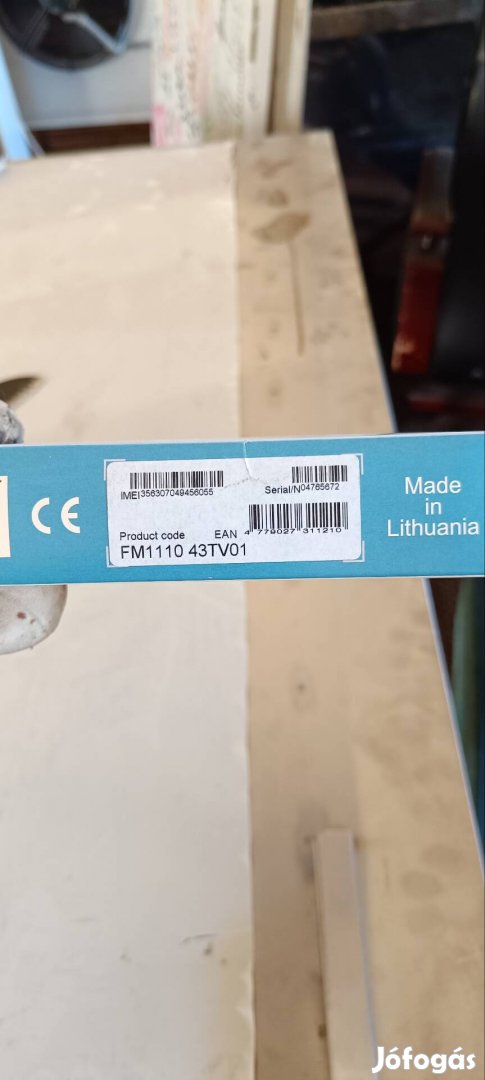 CE
IMEI356307049456055
Serial/N04765672
Product code
EAN 4 779027 311210
FM1110 43TV01
Made
in
Lithuania
Jófogás